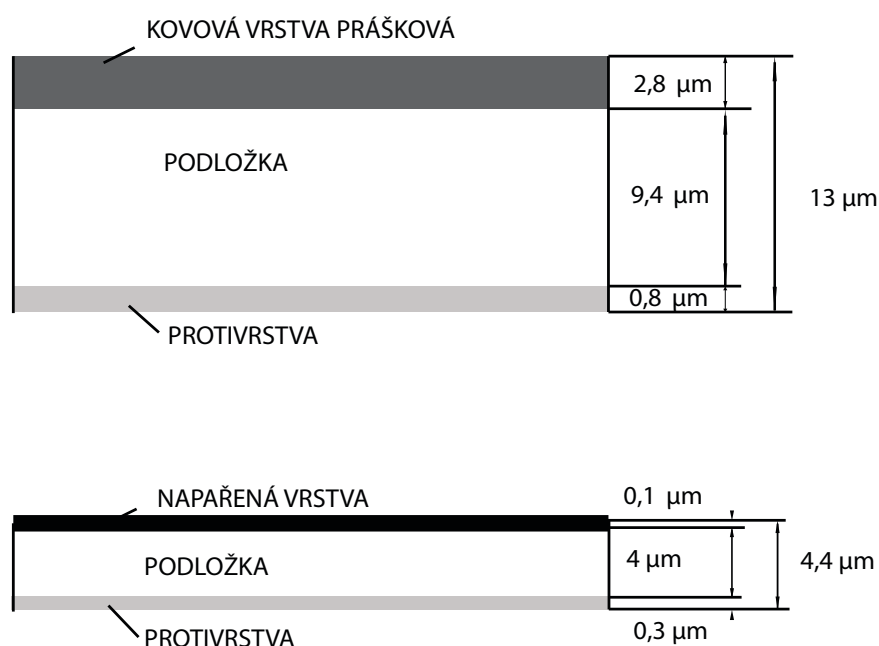 KOVOVÁ VRSTVA PRÁŠKOVÁ
2,8 µm
PODLOŽKA
9,4 µm
13 µm
0,8 µm
PROTIVRSTVA
NAPAŘENÁ VRSTVA
0,1 µm
PODLOŽKA
4 µm
4,4 µm
0,3 µm
PROTIVRSTVA